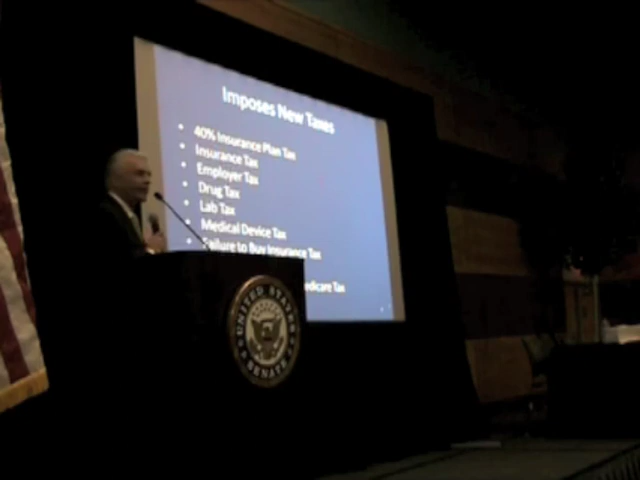 Imposes New Taxes
• 40% Insurance Plan Tax
• Insurance Tax
• Employer Tax
• Drug Tax
• Lab Tax
• Medical Device Tax
• Failure to Buy Insurance Tax
edicare Tax
UNITED STATES
SENATE